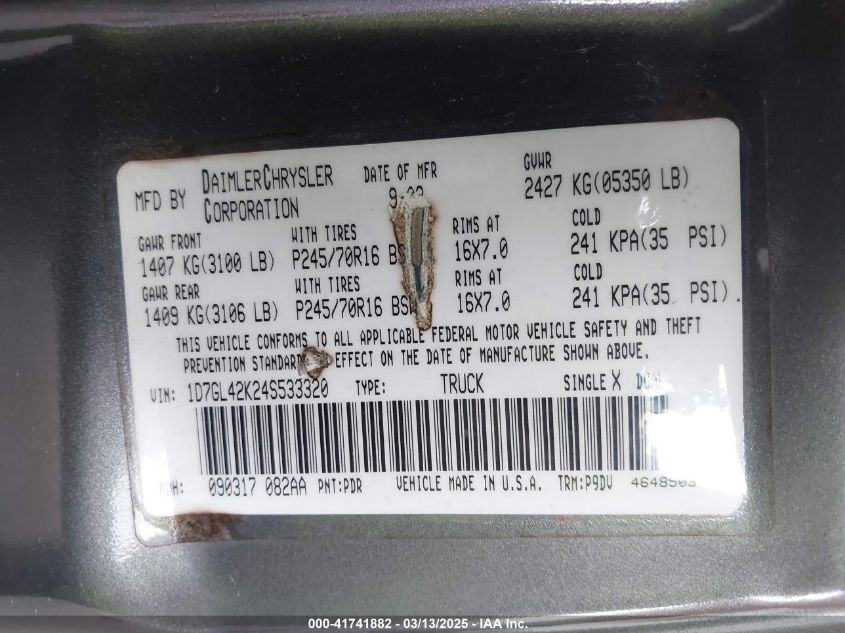 MFD BY DAIMLERCHRYSLER CORPORATION DATE OF MFR GVWR
2427 KG(05350 LB)
GAWR FRONT WITH TIRES RIMS AT COLD
1407 KG(3100 LB) P245/70R16 16X7.0 241 KPA(35 PSI)
GAWR REAR WITH TIRES RIMS AT COLD
1409 KG(3106 LB) P245/70R16 BSW 16X7.0 241 KPA(35 PSI).
THIS VEHICLE CONFORMS TO ALL APPLICABLE FEDERAL MOTOR VEHICLE SAFETY AND THEFT
PREVENTION STANDARD EFFECT ON THE DATE OF MANUFACTURE SHOWN ABOVE.
VIN: 1D7GL42K24S533320 TYPE: TRUCK SINGLE X
090317 082AA PNT:PDR VEHICLE MADE IN U.S.A. TRM:P9DV
000-41741882 - 03/13/2025 - IAA Inc.